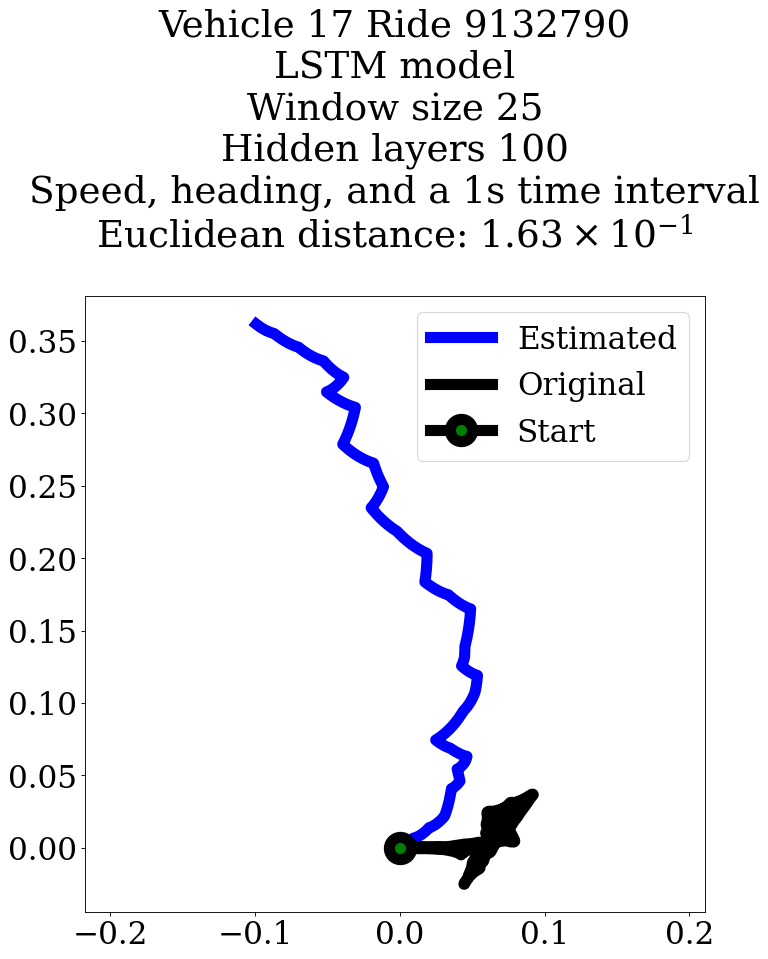 Vehicle 17 Ride 9132790
LSTM model
Window size 25
Hidden layers 100
Speed, heading, and a 1s time interval
Euclidean distance: 1.63 × 10⁻¹
Estimated
Original
Start
0.35
0.30
0.25
0.20
0.15
0.10
0.05
0.00
−0.2 −0.1 0.0 0.1 0.2